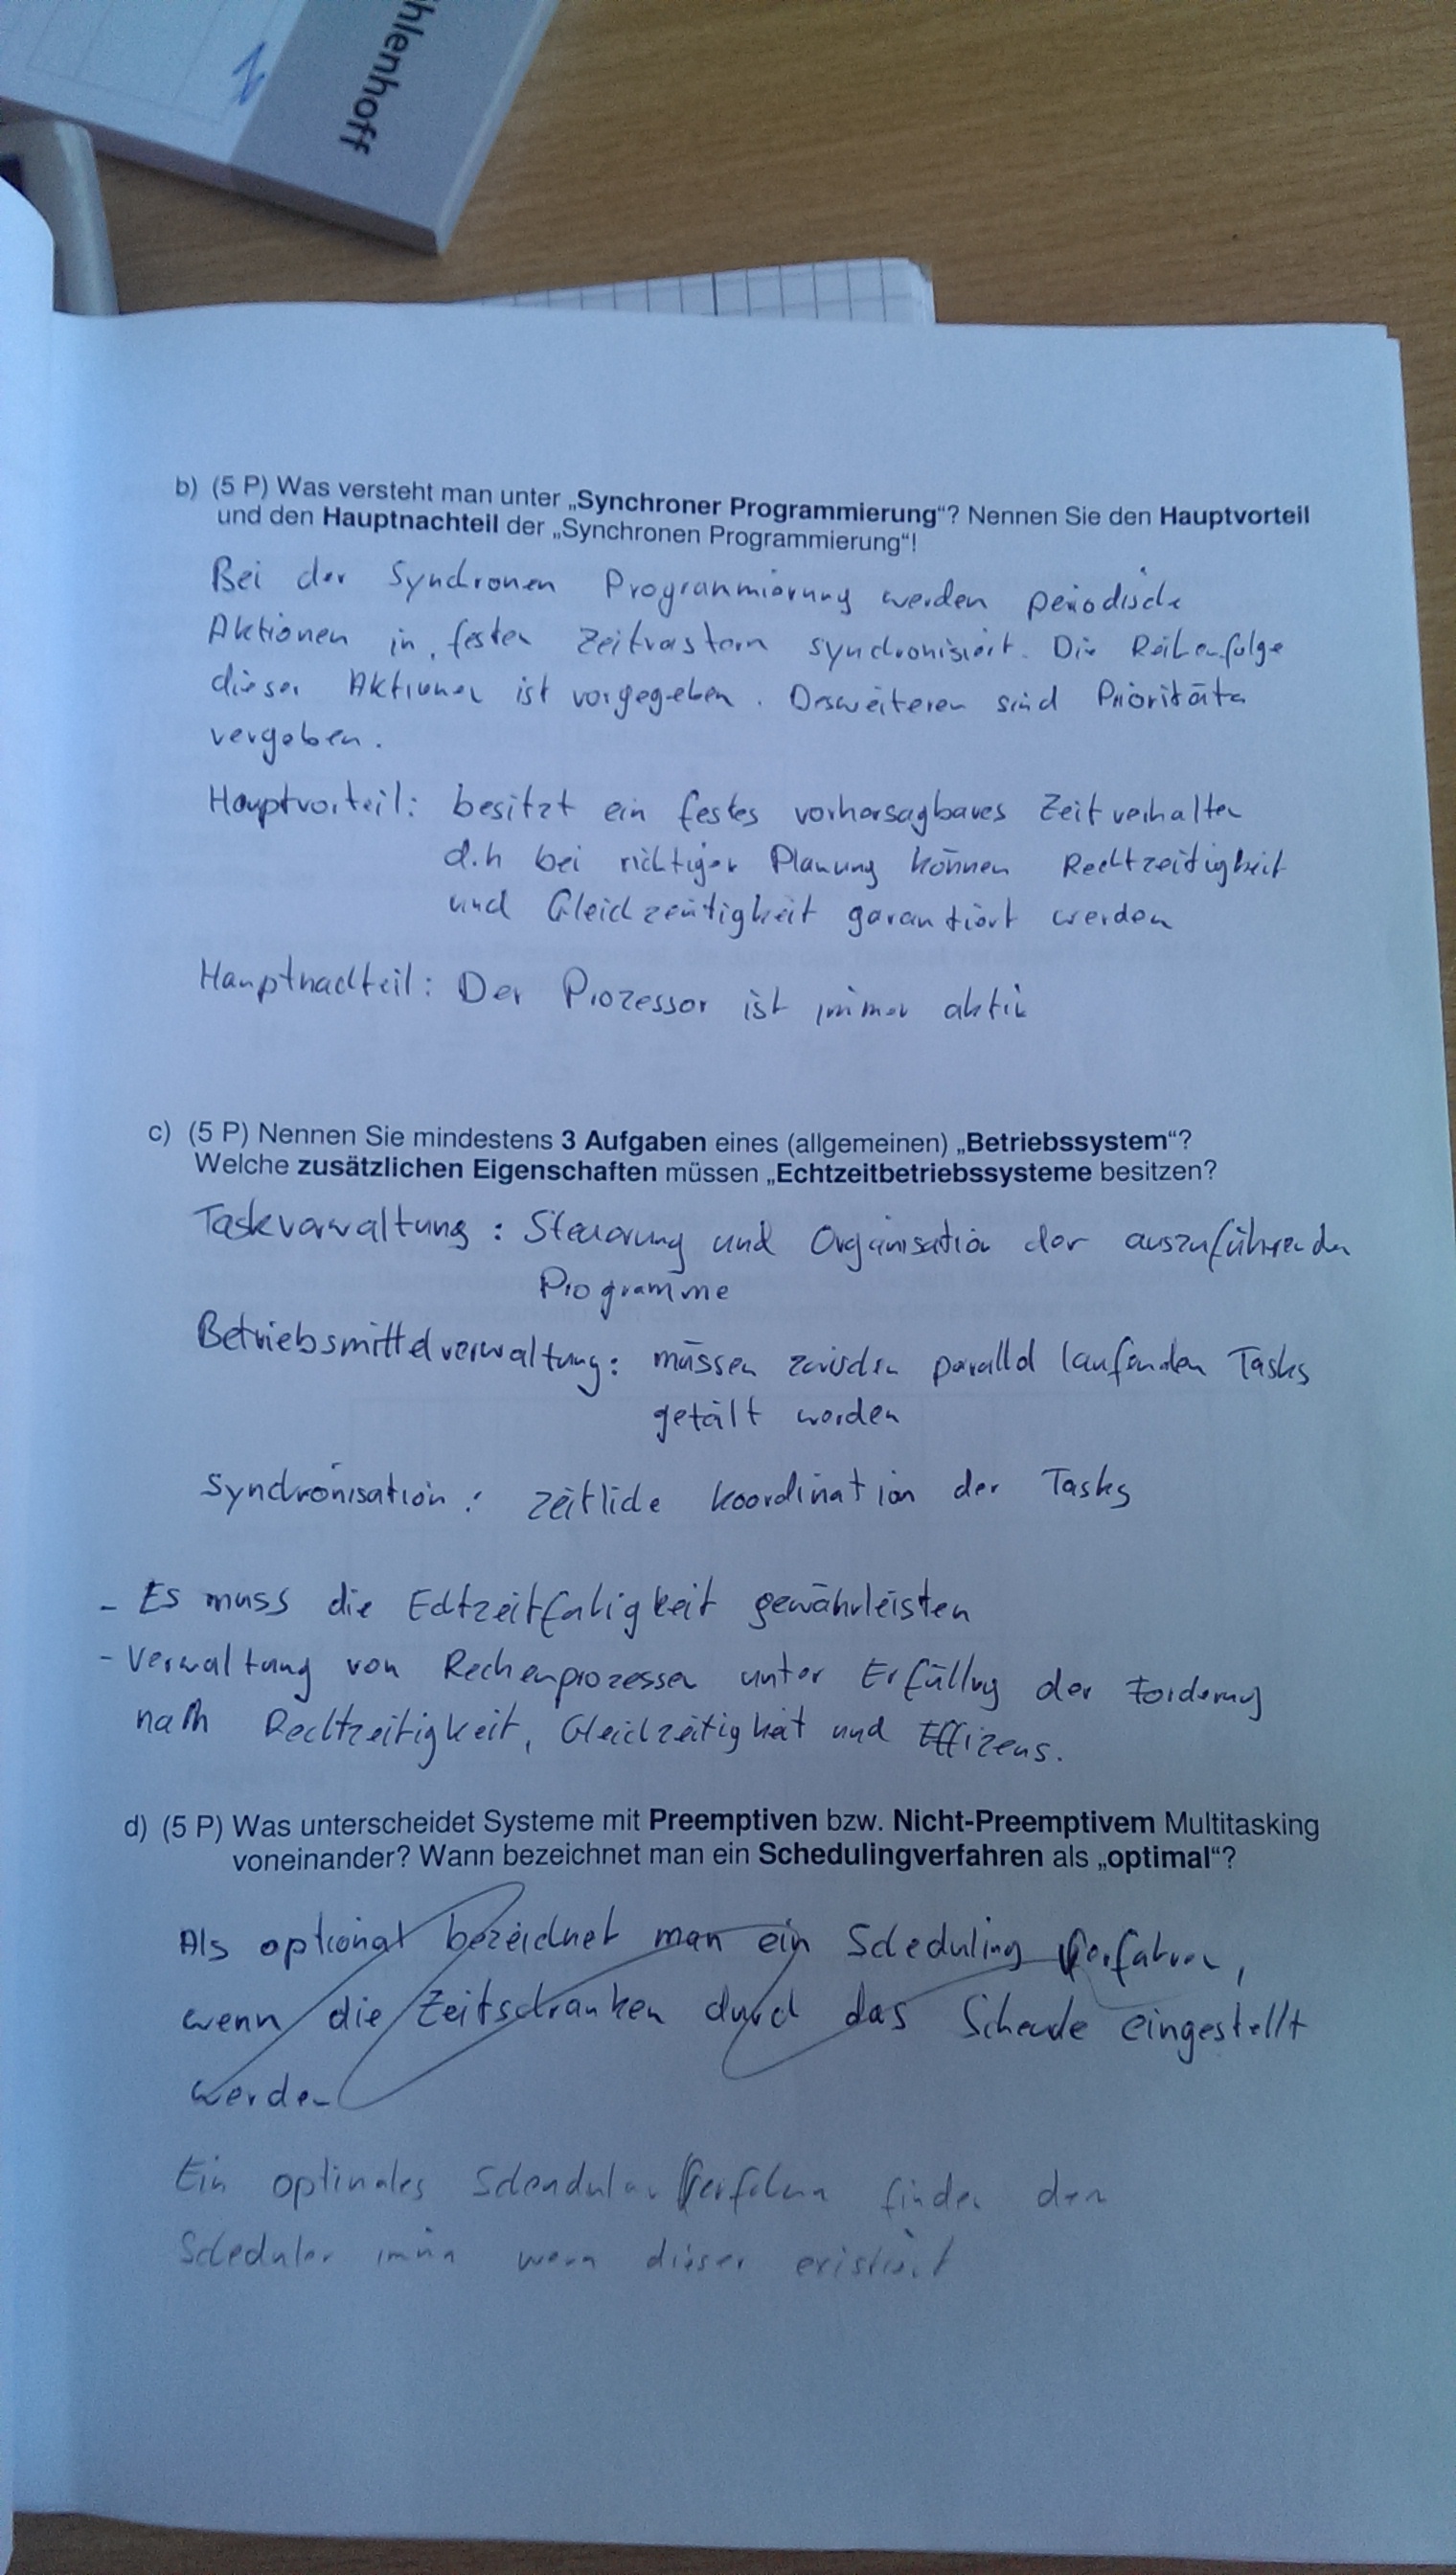 hlenhoff
b) (5 P) Was versteht man unter „Synchroner Programmierung“? Nennen Sie den Hauptvorteil
und den Hauptnachteil der „Synchronen Programmierung“!
Bei der Synchronen Programmierung werden periodische
Aktionen in festen Zeitrastern synchronisiert. Die Reihenfolge
dieser Aktionen ist vorgegeben. Desweiteren sind Prioritäten
vergeben.
Hauptvorteil: besitzt ein festes vorhersagbares Zeitverhalten
d.h bei richtiger Planung können Rechtzeitigkeit
und Gleichzeitigkeit garantiert werden
Hauptnachteil: Der Prozessor ist immer aktiv
c) (5 P) Nennen Sie mindestens 3 Aufgaben eines (allgemeinen) „Betriebssystem“?
Welche zusätzlichen Eigenschaften müssen „Echtzeitbetriebssysteme besitzen?
Taskverwaltung: Steuerung und Organisation der auszuführenden
Programme
Betriebsmittelverwaltung: müssen zwischen parallel laufenden Tasks
geteilt werden
Synchronisation: zeitliche Koordination der Tasks
- Es muss die Echtzeitfähigkeit gewährleisten
- Verwaltung von Rechenprozessen unter Erfüllung der Forderung
nach Rechtzeitigkeit, Gleichzeitigkeit und Effizens.
d) (5 P) Was unterscheidet Systeme mit Preemptiven bzw. Nicht-Preemptivem Multitasking
voneinander? Wann bezeichnet man ein Schedulingverfahren als „optimal“?
Als optional bezeichnet man ein Scheduling Verfahren,
wenn die Zeitschranken durch das eingestellt
werden
Ein optimales Verfahren findet den
Scheduler immer wenn dieser existiert